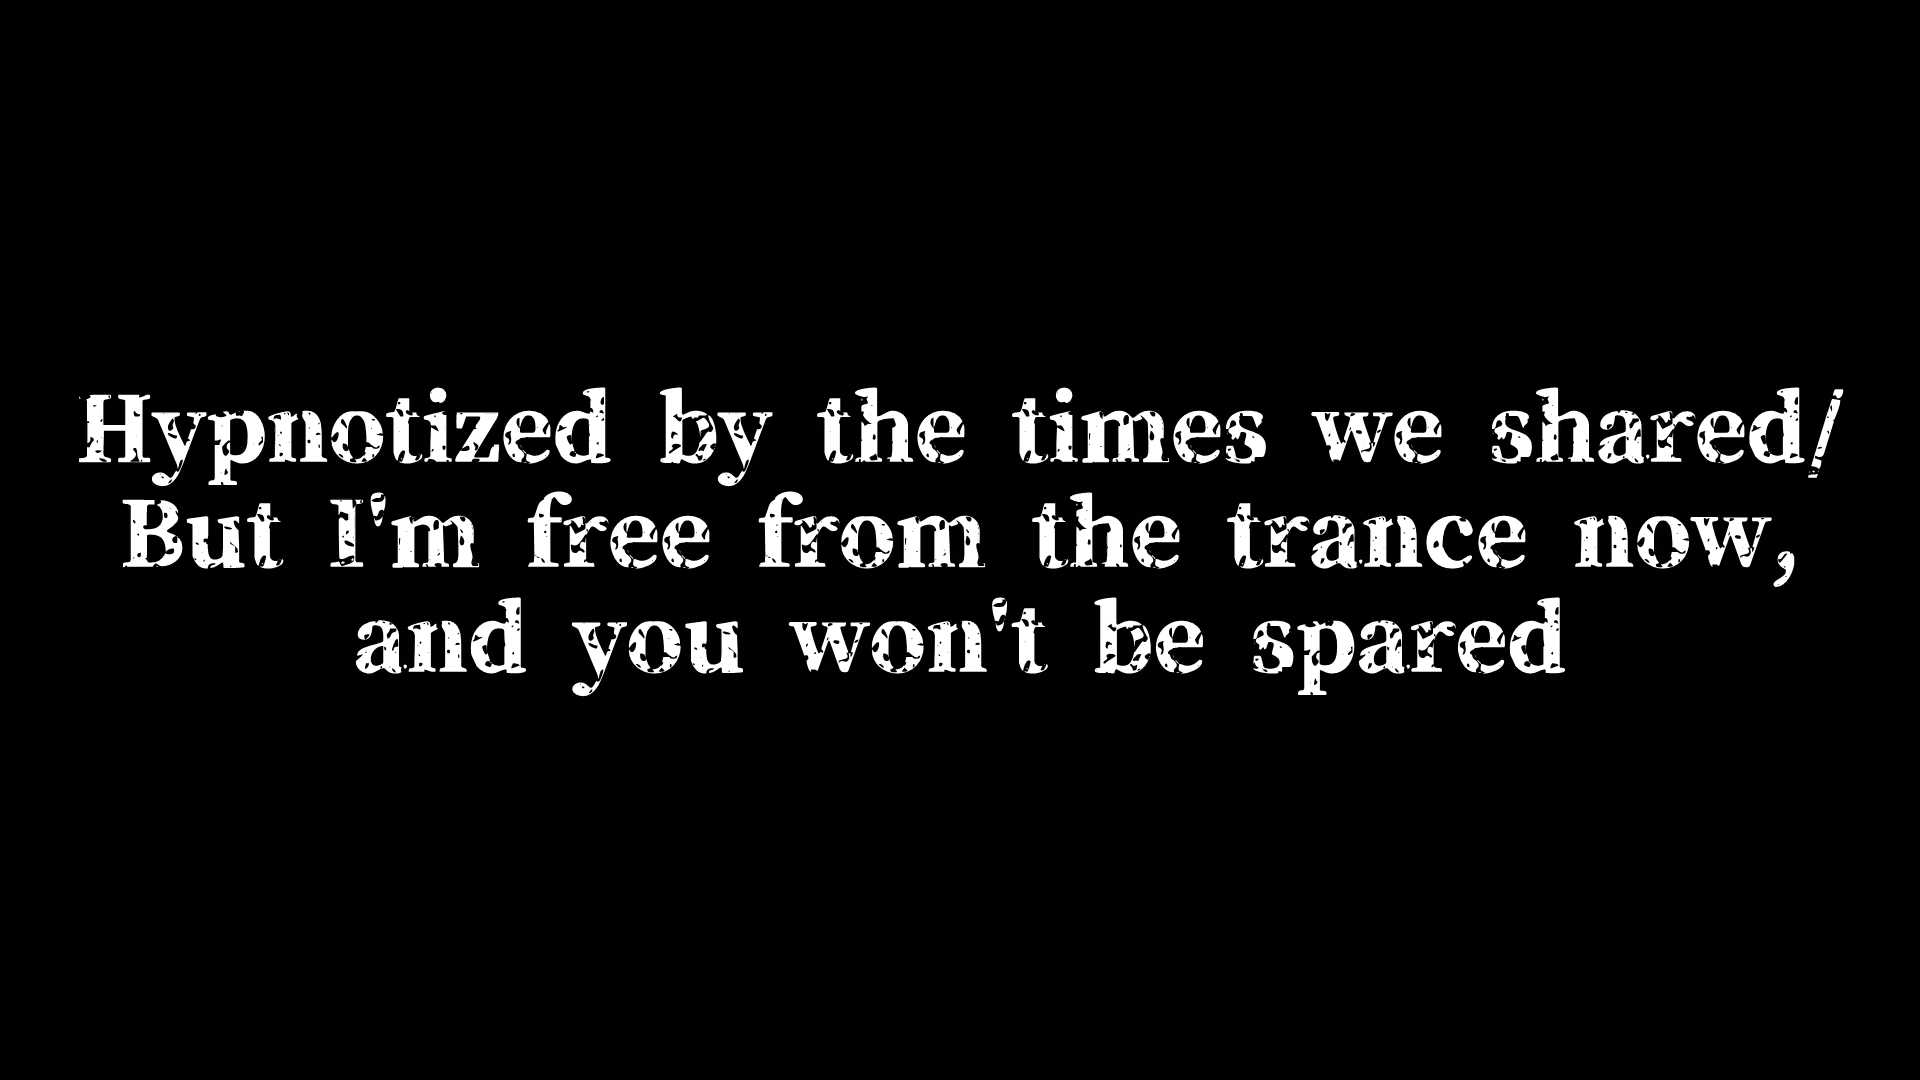 Hypnotized by the times we shared/
But I'm free from the trance now,
and you won't be spared